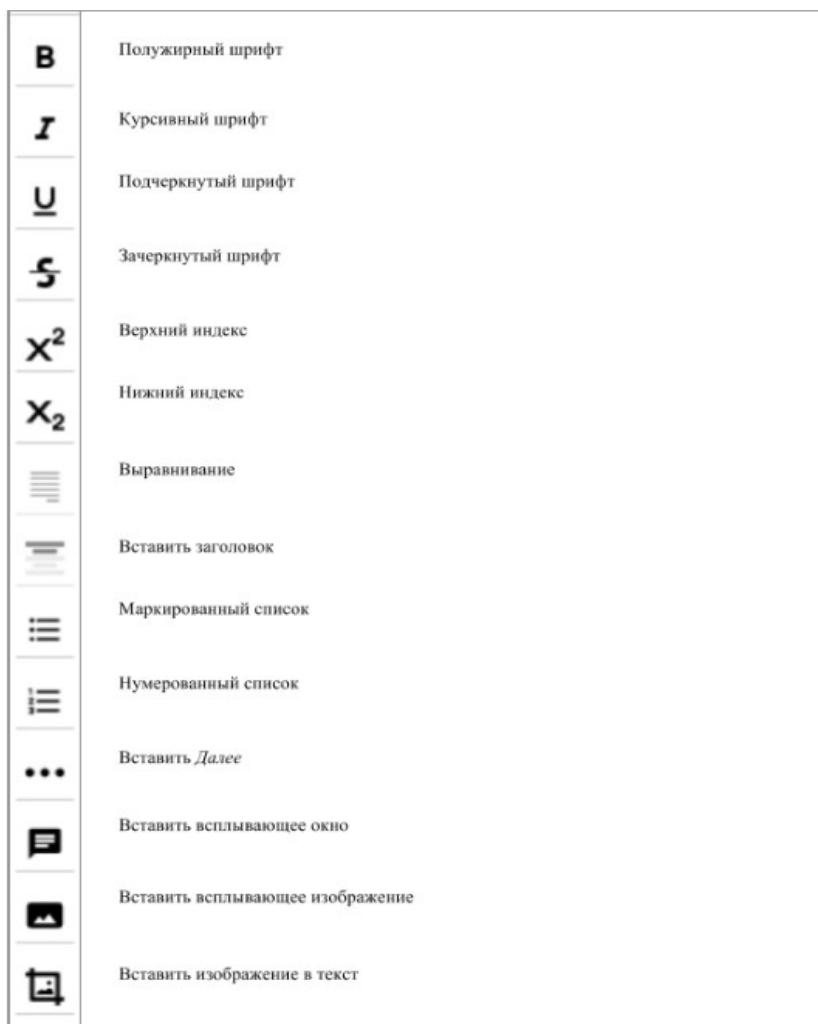 B Полужирный шрифт
I Курсивный шрифт
U Подчеркнутый шрифт
S Зачеркнутый шрифт
X² Верхний индекс
X₂ Нижний индекс
Выравнивание
Вставить заголовок
Маркированный список
Нумерованный список
Вставить Далее
Вставить всплывающее окно
Вставить всплывающее изображение
Вставить изображение в текст